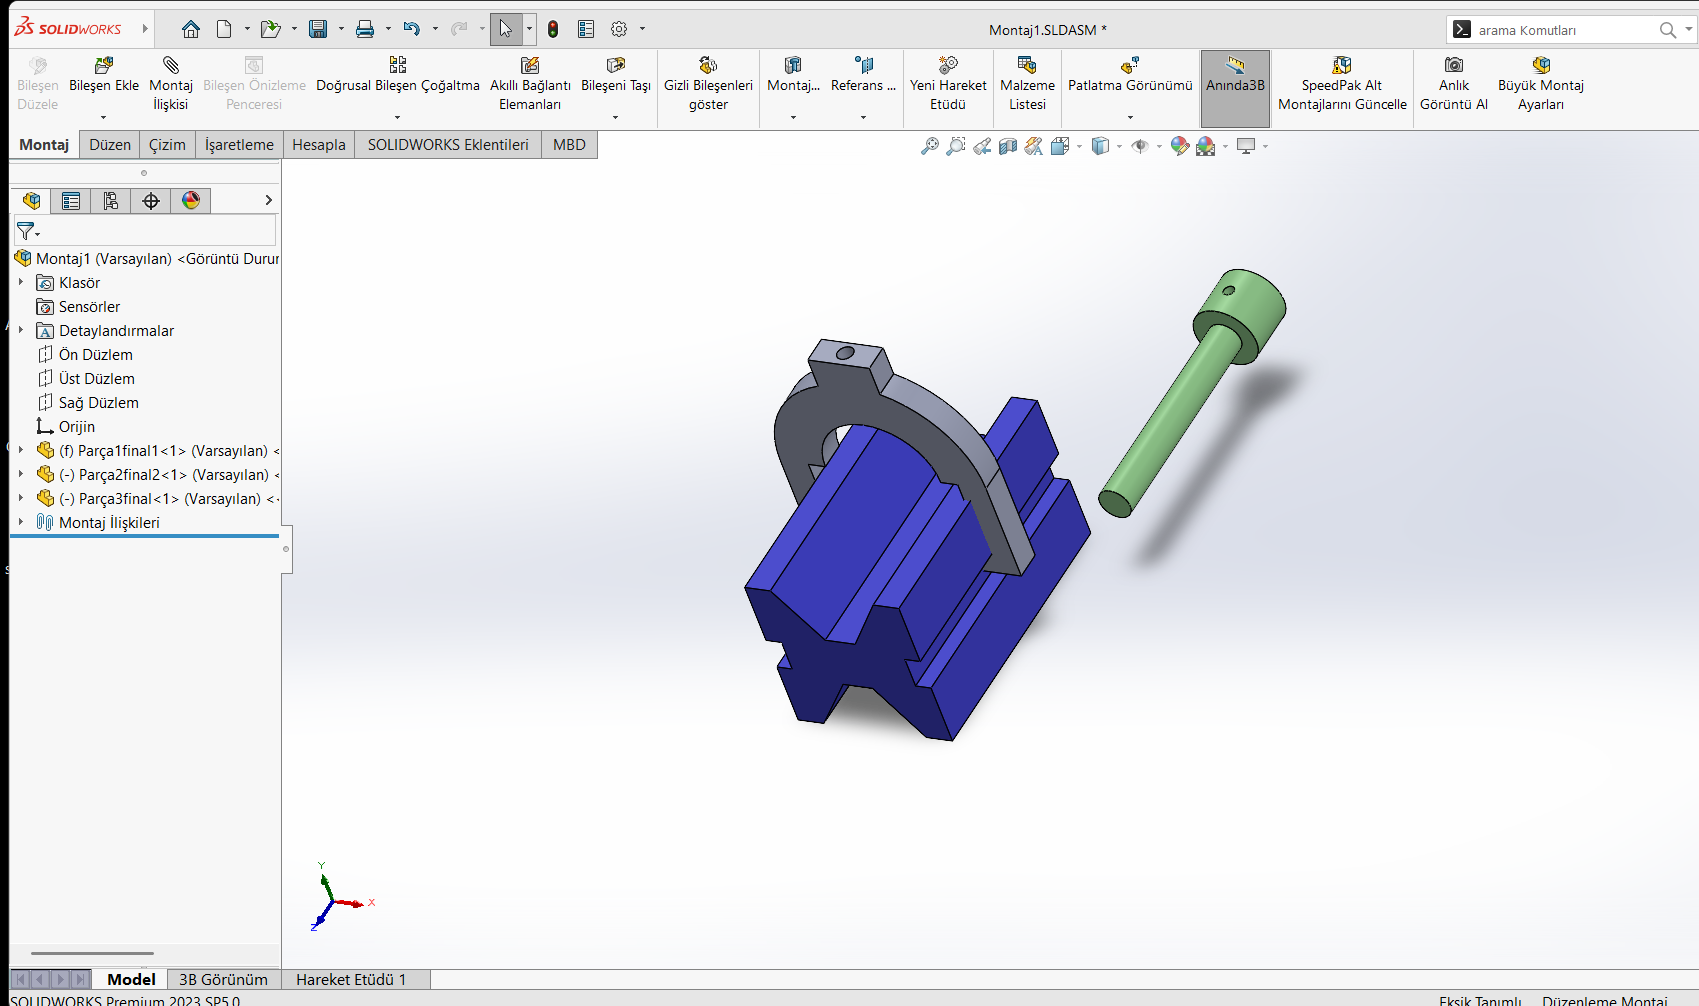 SOLIDWORKS
Montaj1.SLDASM *
arama Komutları
Bileşen Düzele
Bileşen Ekle
Montaj İlişkisi
Bileşen Önizleme Penceresi
Doğrusal Bileşen Çoğaltma
Akıllı Bağlantı Elemanları
Bileşeni Taşı
Gizli Bileşenleri göster
Montaj...
Referans ...
Yeni Hareket Etüdü
Malzeme Listesi
Patlatma Görünümü
Anında3B
SpeedPak Alt Montajlarını Güncelle
Anlık Görüntü Al
Büyük Montaj Ayarları
Montaj
Düzen
Çizim
İşaretleme
Hesapla
SOLIDWORKS Eklentileri
MBD
Montaj1 (Varsayılan) <Görüntü Durur
Klasör
Sensörler
Detaylandırmalar
Ön Düzlem
Üst Düzlem
Sağ Düzlem
Orijin
(f) Parça1final1<1> (Varsayılan) <
(-) Parça2final2<1> (Varsayılan) <
(-) Parça3final<1> (Varsayılan) <
Montaj İlişkileri
Y
X
Z
Model
3B Görünüm
Hareket Etüdü 1
SOLIDWORKS Premium 2023 SP5.0
Eksik Tanımlı
Düzenleme Montaj